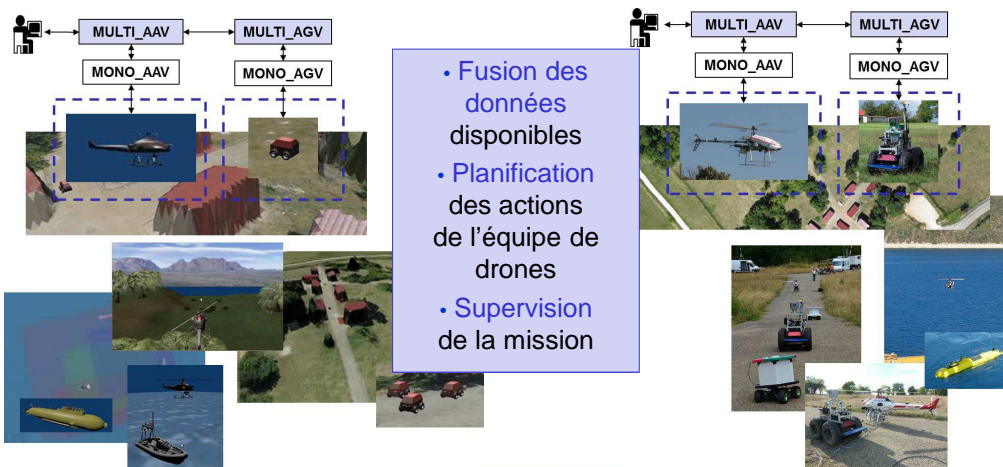 MULTI_AAV
MULTI_AGV
MONO_AAV
MONO_AGV
• Fusion des
données
disponibles
• Planification
des actions
de l’équipe de
drones
• Supervision
de la mission
MULTI_AAV
MULTI_AGV
MONO_AAV
MONO_AGV